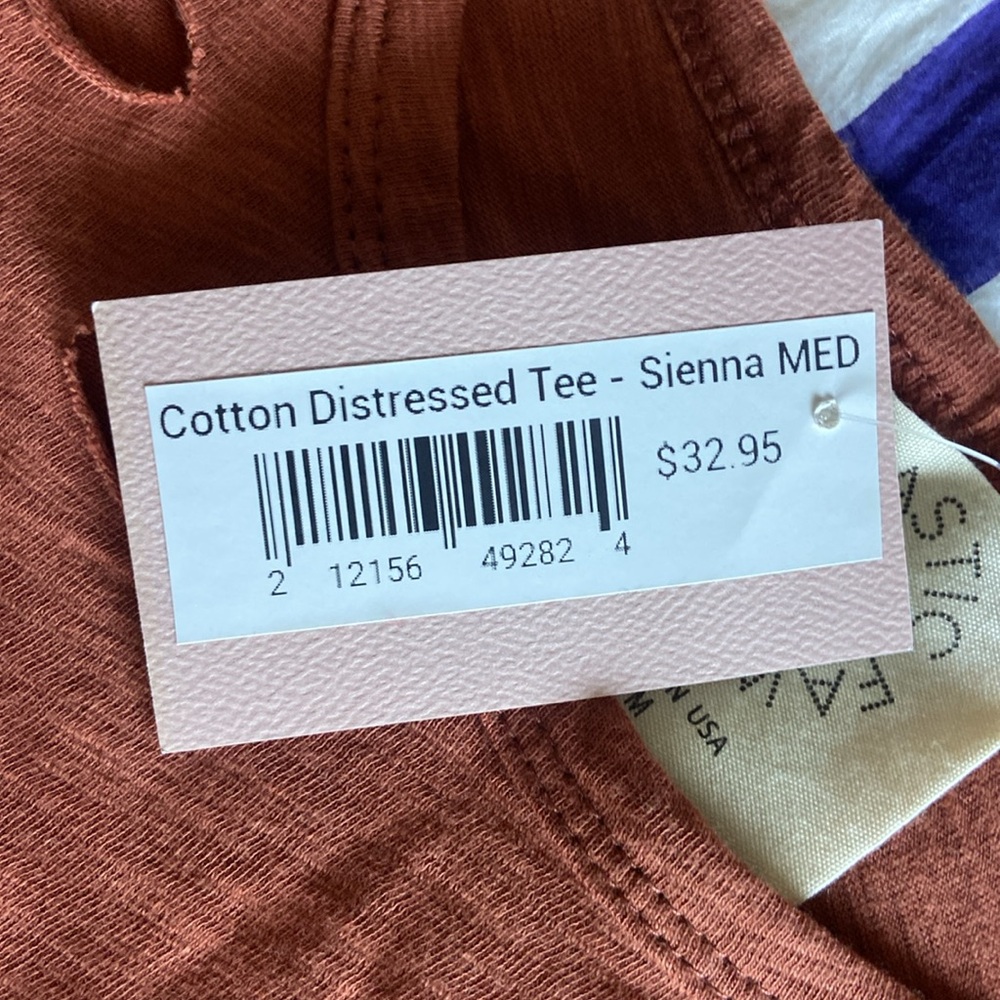 Cotton Distressed Tee - Sienna MED
$32.95
2 12156 49282 4
USA
M